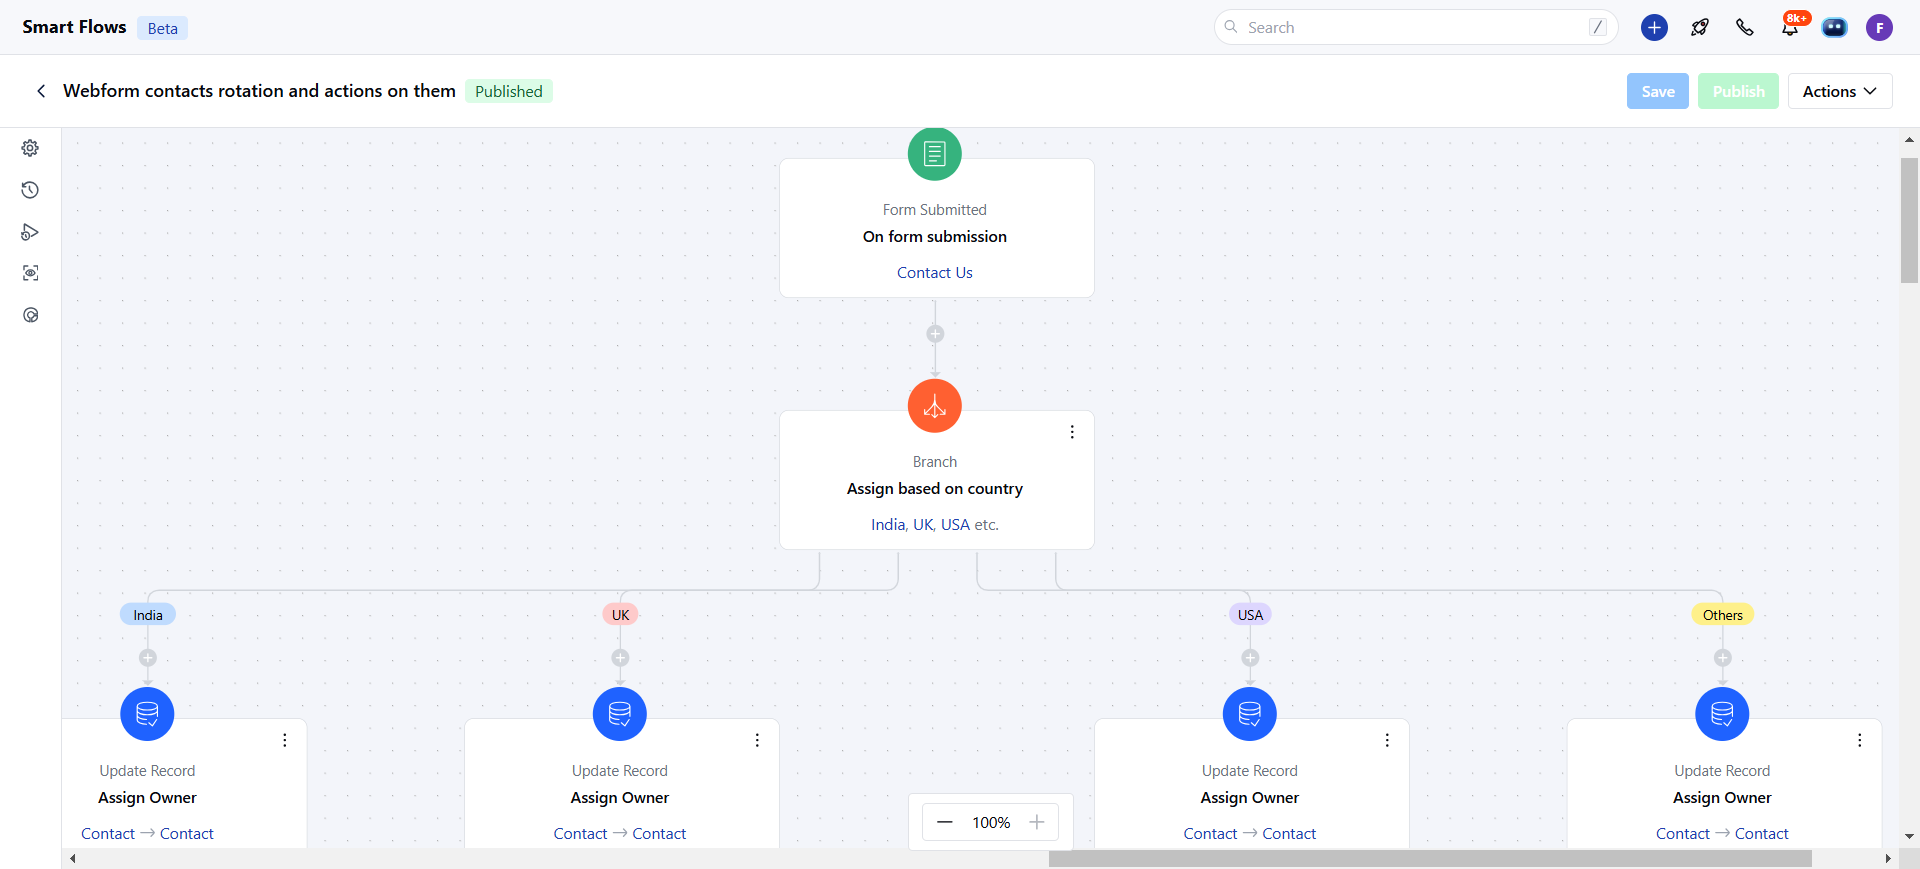 Smart Flows Beta
Search /
8k+
F
Webform contacts rotation and actions on them Published
Save Publish Actions
Form Submitted
On form submission
Contact Us
Branch
Assign based on country
India, UK, USA etc.
India UK USA Others
Update Record Update Record Update Record Update Record
Assign Owner Assign Owner Assign Owner Assign Owner
Contact → Contact Contact → Contact Contact → Contact Contact → Contact
100%